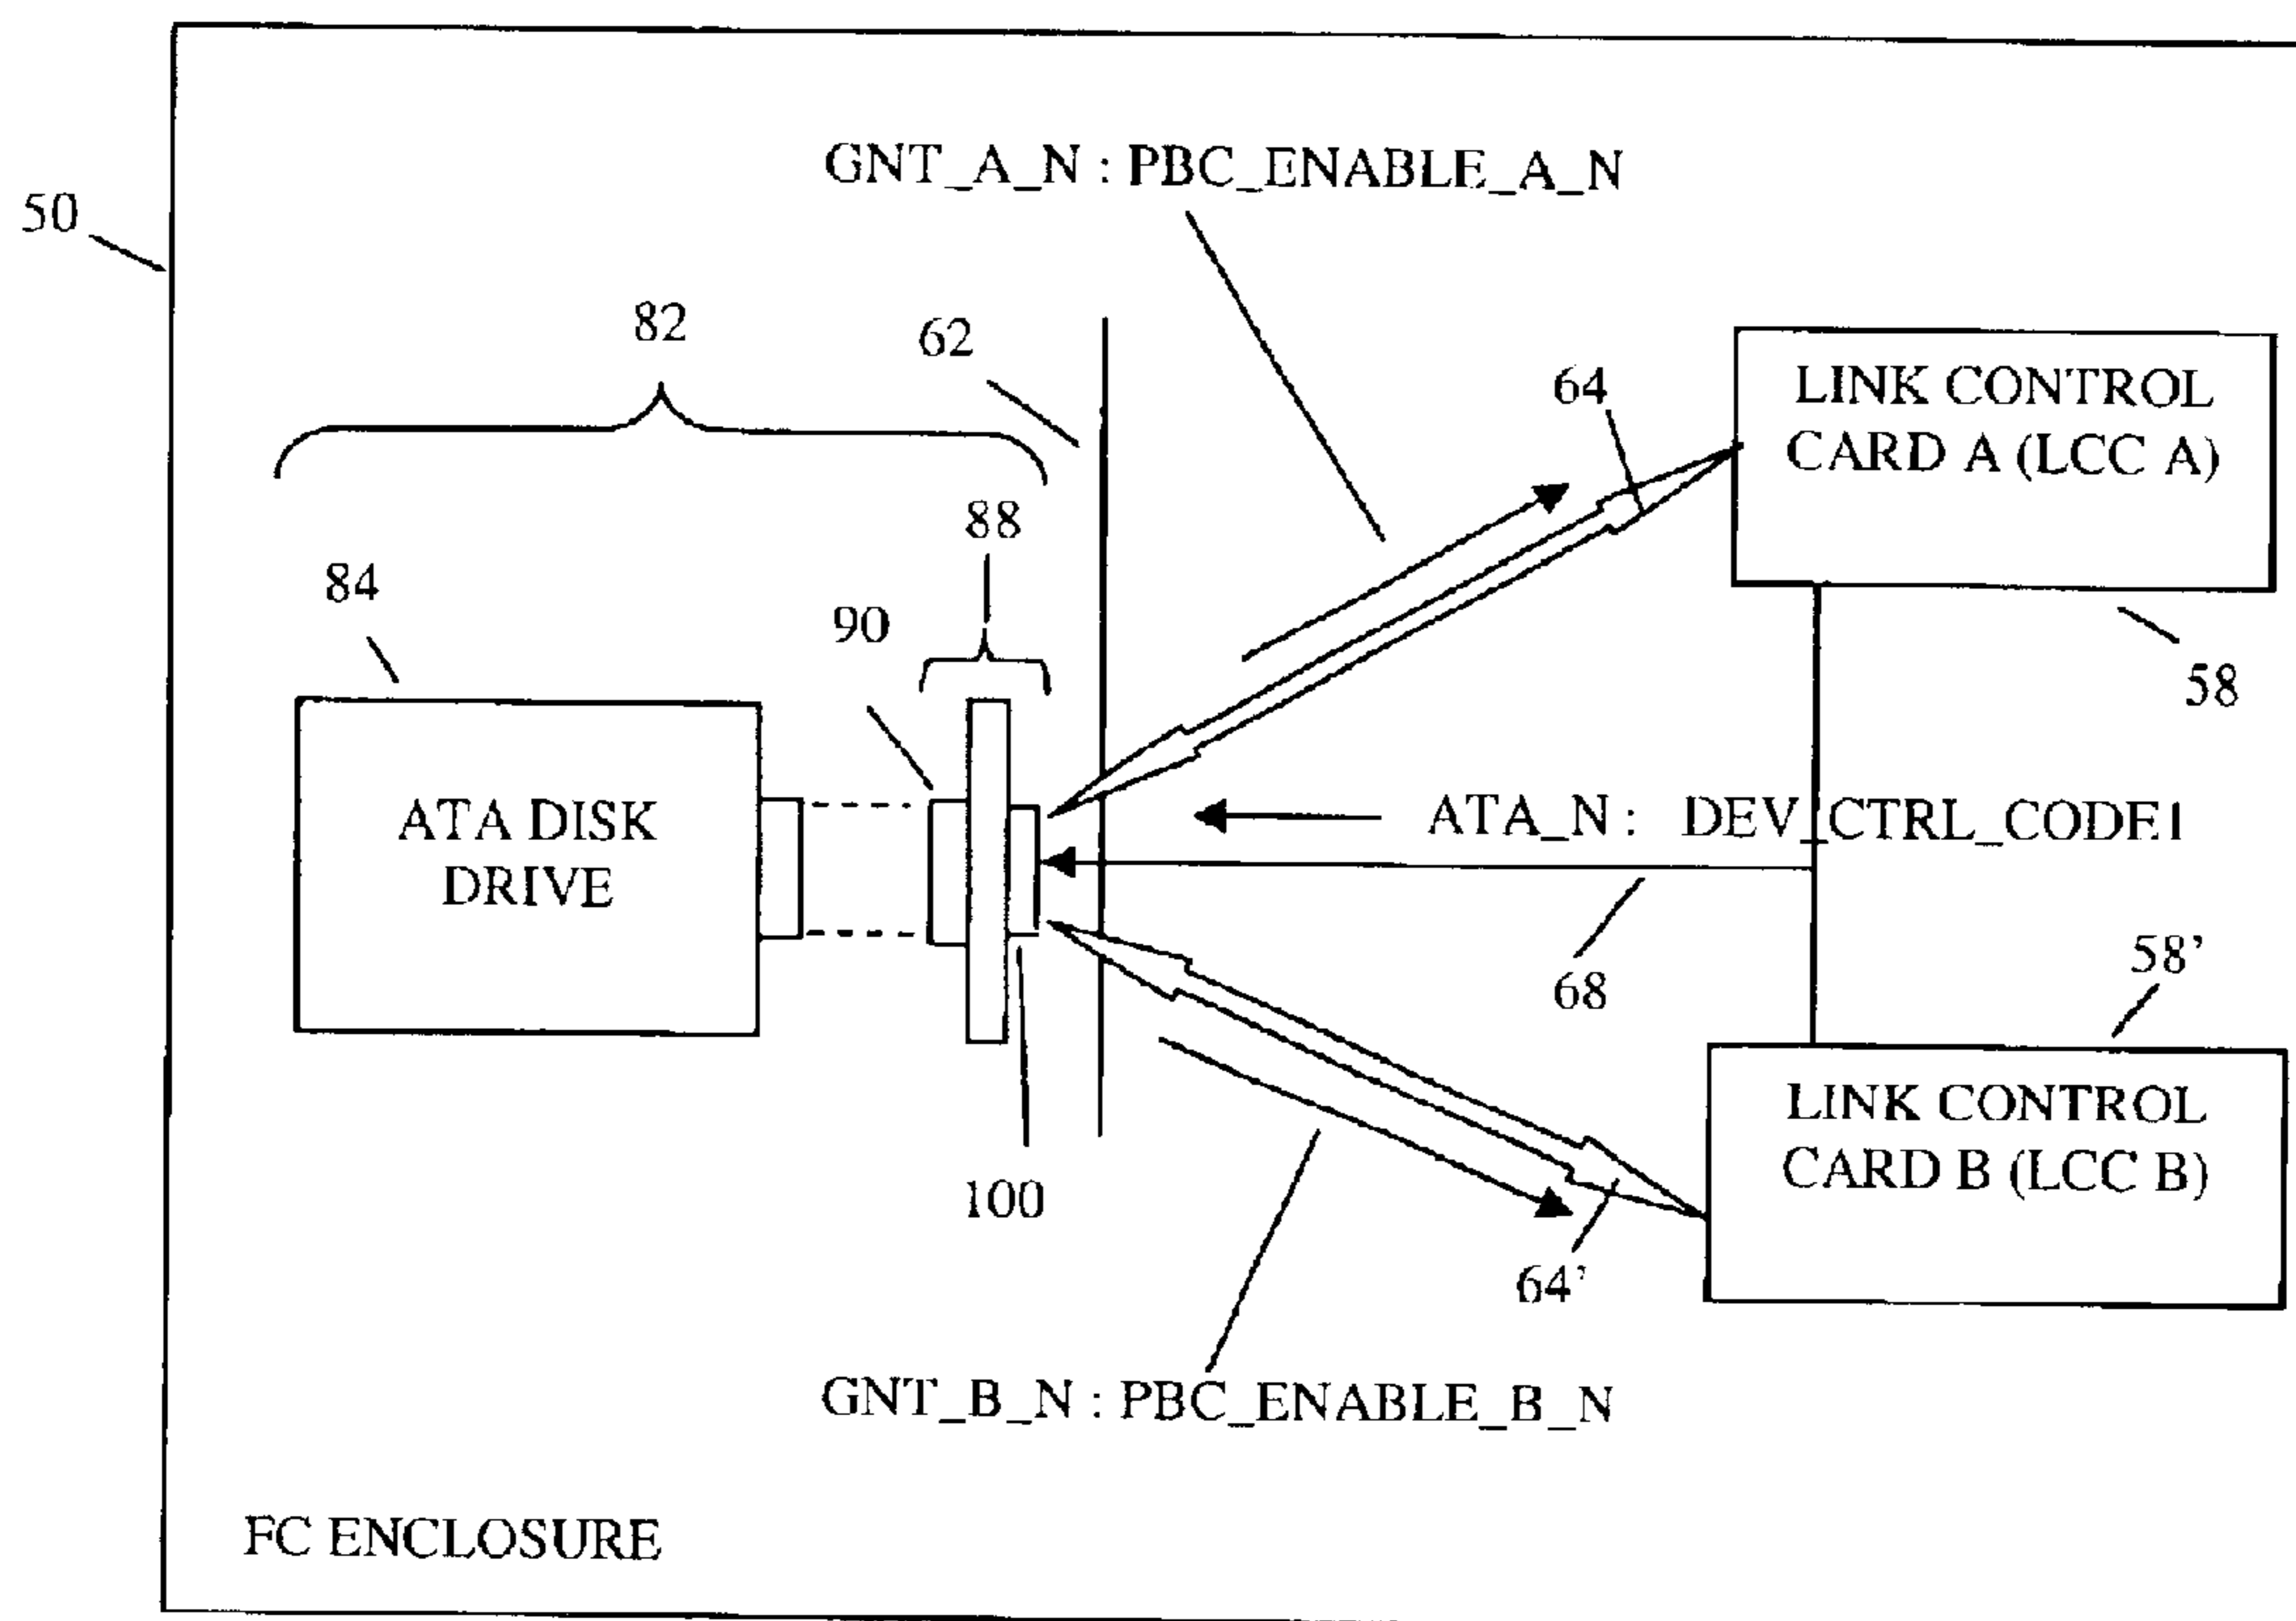 GNT_A_N : PBC_ENABLE_A_N
50
82
62
64
LINK CONTROL
CARD A (LCC A)
88
84
90
58
ATA DISK
DRIVE
ATA_N : DEV_CTRL_CODE1
68
58’
100
LINK CONTROL
CARD B (LCC B)
64’
GNT_B_N : PBC_ENABLE_B_N
FC ENCLOSURE